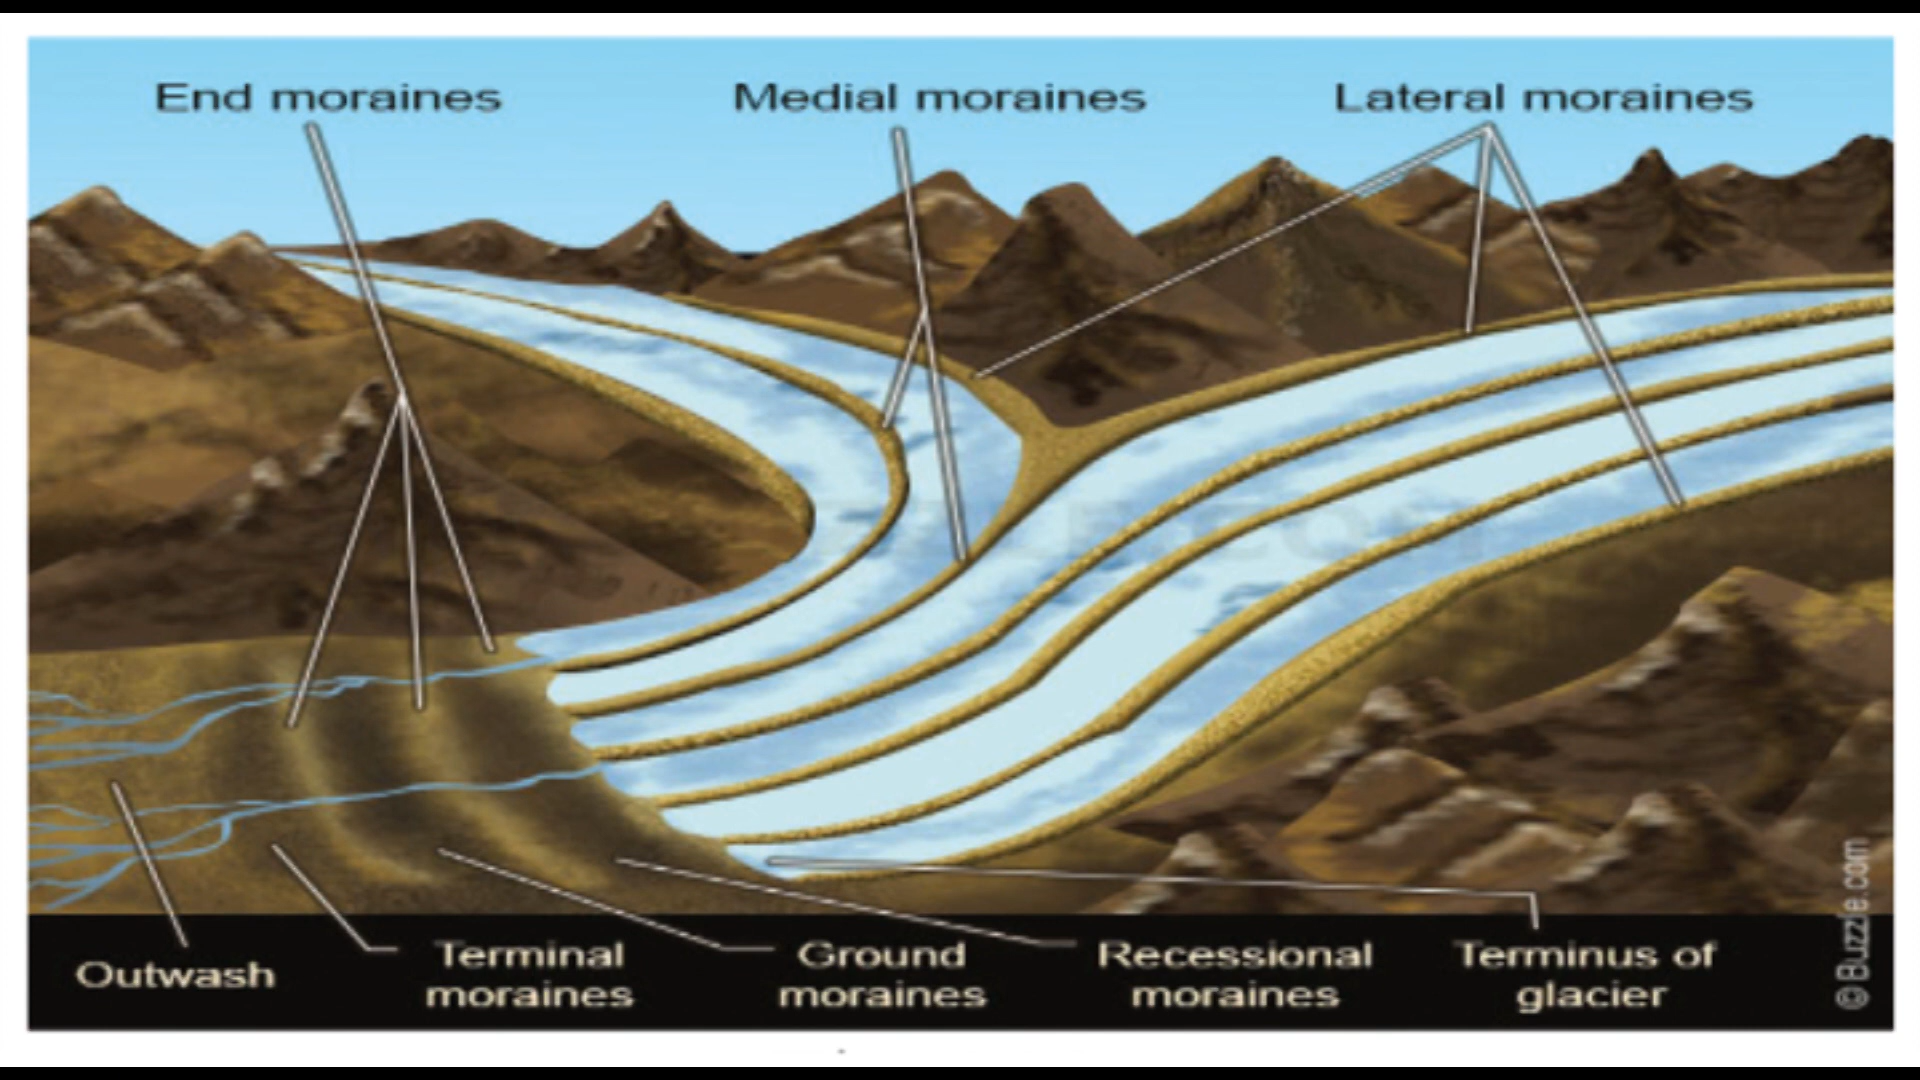 End moraines
Medial moraines
Lateral moraines
Outwash
Terminal
moraines
Ground
moraines
Recessional
moraines
Terminus of
glacier
© Buzzle.com